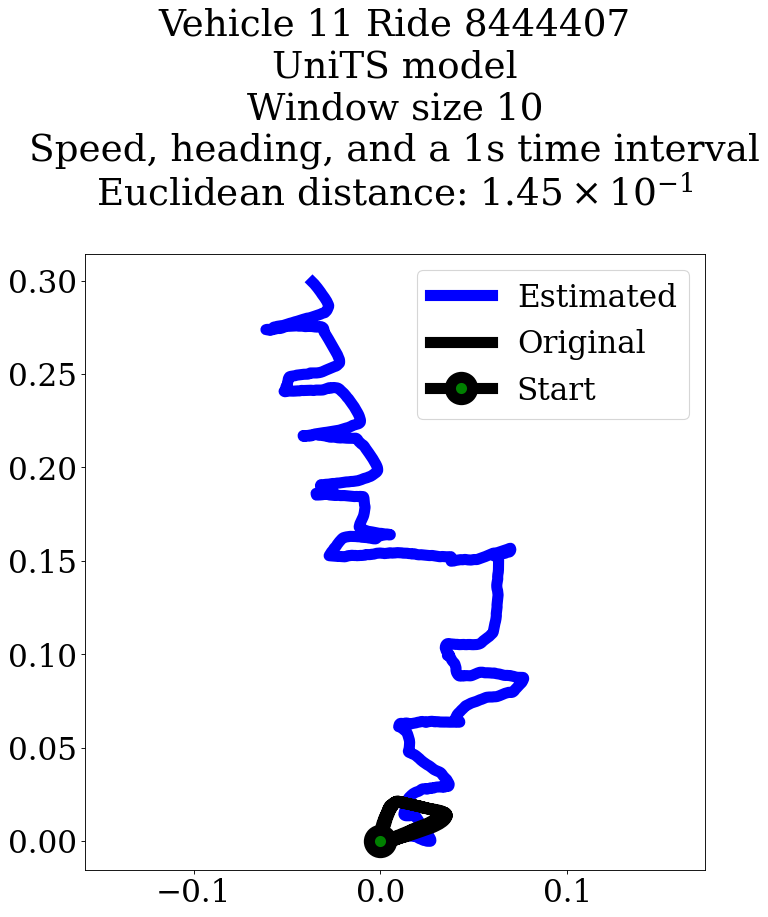 Vehicle 11 Ride 8444407
UniTS model
Window size 10
Speed, heading, and a 1s time interval
Euclidean distance: 1.45 × 10⁻¹
Estimated
Original
Start
0.30
0.25
0.20
0.15
0.10
0.05
0.00
−0.1
0.0
0.1